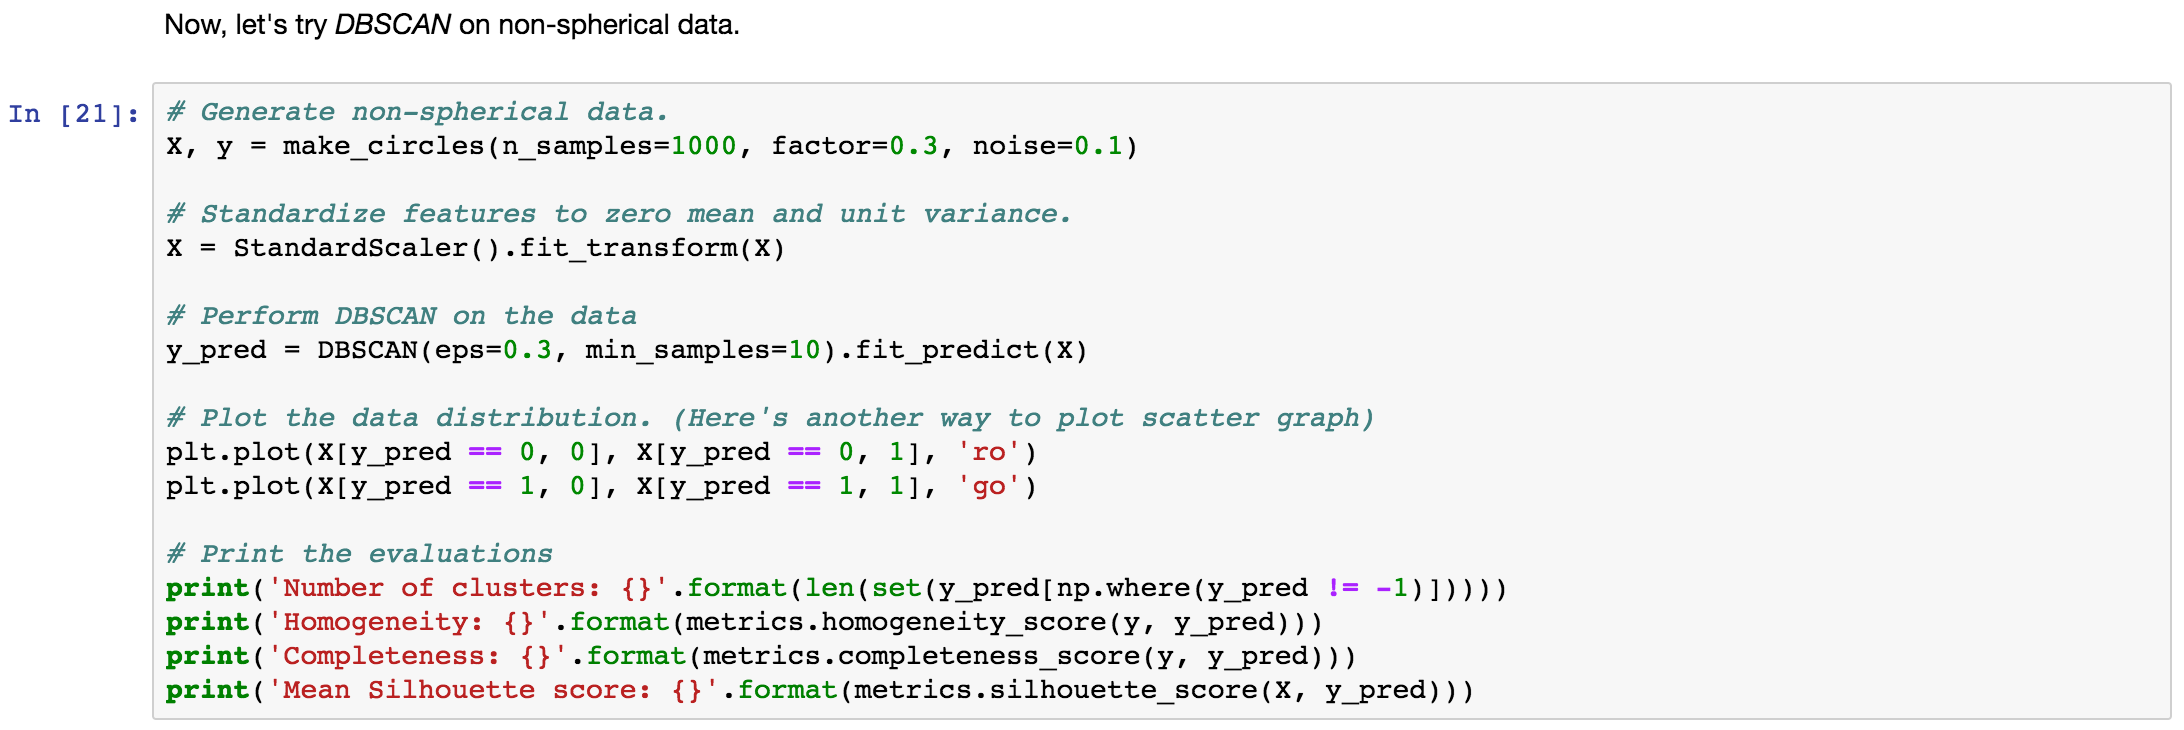 Now, let's try DBSCAN on non-spherical data.
In [21]:
# Generate non-spherical data.
X, y = make_circles(n_samples=1000, factor=0.3, noise=0.1)
# Standardize features to zero mean and unit variance.
X = StandardScaler().fit_transform(X)
# Perform DBSCAN on the data
y_pred = DBSCAN(eps=0.3, min_samples=10).fit_predict(X)
# Plot the data distribution. (Here's another way to plot scatter graph)
plt.plot(X[y_pred == 0, 0], X[y_pred == 0, 1], 'ro')
plt.plot(X[y_pred == 1, 0], X[y_pred == 1, 1], 'go')
# Print the evaluations
print('Number of clusters: {}'.format(len(set(y_pred[np.where(y_pred != -1)]))))
print('Homogeneity: {}'.format(metrics.homogeneity_score(y, y_pred)))
print('Completeness: {}'.format(metrics.completeness_score(y, y_pred)))
print('Mean Silhouette score: {}'.format(metrics.silhouette_score(X, y_pred)))